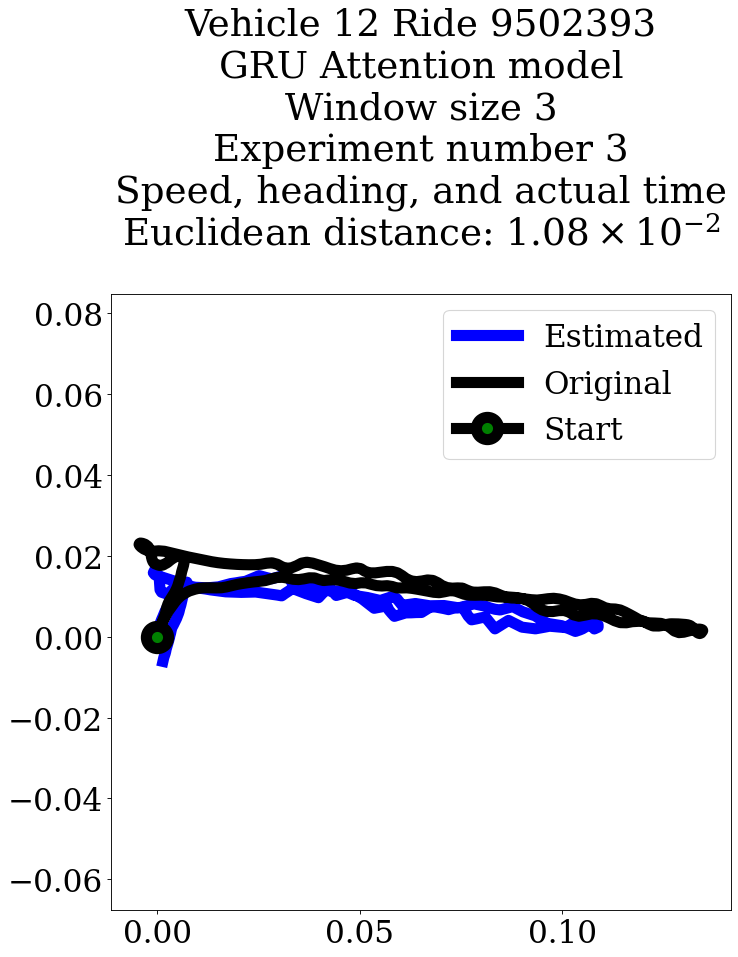 Vehicle 12 Ride 9502393
GRU Attention model
Window size 3
Experiment number 3
Speed, heading, and actual time
Euclidean distance: 1.08 × 10⁻²
Estimated
Original
Start
0.08
0.06
0.04
0.02
0.00
−0.02
−0.04
−0.06
0.00 0.05 0.10